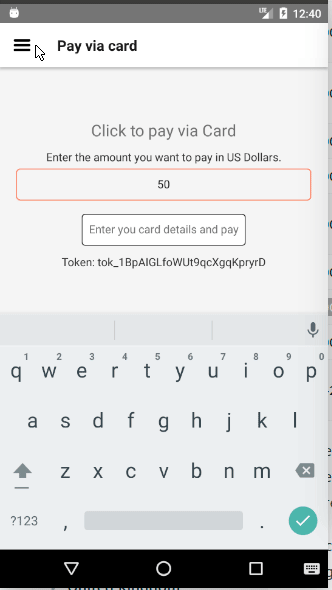 LTE 12:40
Pay via card
Click to pay via Card
Enter the amount you want to pay in US Dollars.
50
Enter you card details and pay
Token: tok_1BpAIGLfoWUt9qcXgqKpryrD
1 2 3 4 5 6 7 8 9 0
q w e r t y u i o p
a s d f g h j k l
z x c v b n m
?123 , .